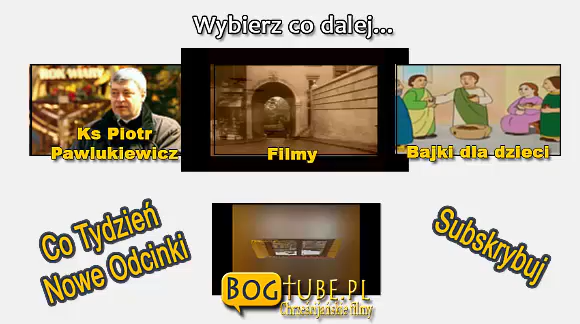 Wybierz co dalej...
ROK WIARY
Ks Piotr
Pawlukiewicz
Filmy
Bajki dla dzieci
Co Tydzień
Nowe Odcinki
Subskrybuj
BOGTUBE.PL
Chrześcijańskie filmy